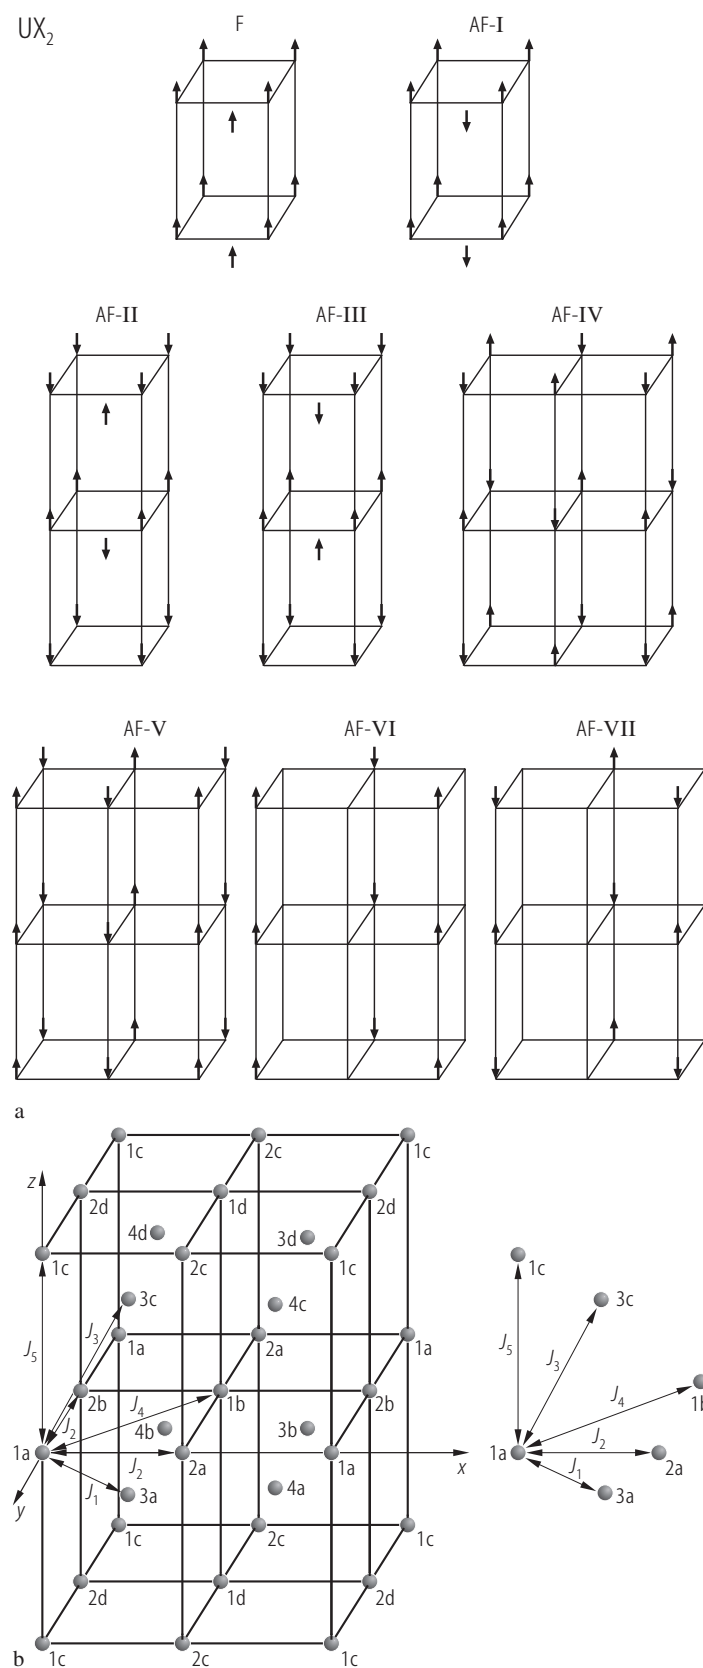 UX2
F AF-I
AF-II AF-III AF-IV
AF-V AF-VI AF-VII
a
1c 2c 1c
z
2d 1d 2d
4d 3d
1c 2c 1c 1c
3c 4c 3c
J5 J3 1a 2a 1a J5 J3
2b J4 1b 2b J4 1b
J2 4b 3b J2
1a J2 2a 1a x 1a 2a
y J1 3a 4a J1 3a
1c 2c 1c
2d 1d 2d
b 1c 2c 1c